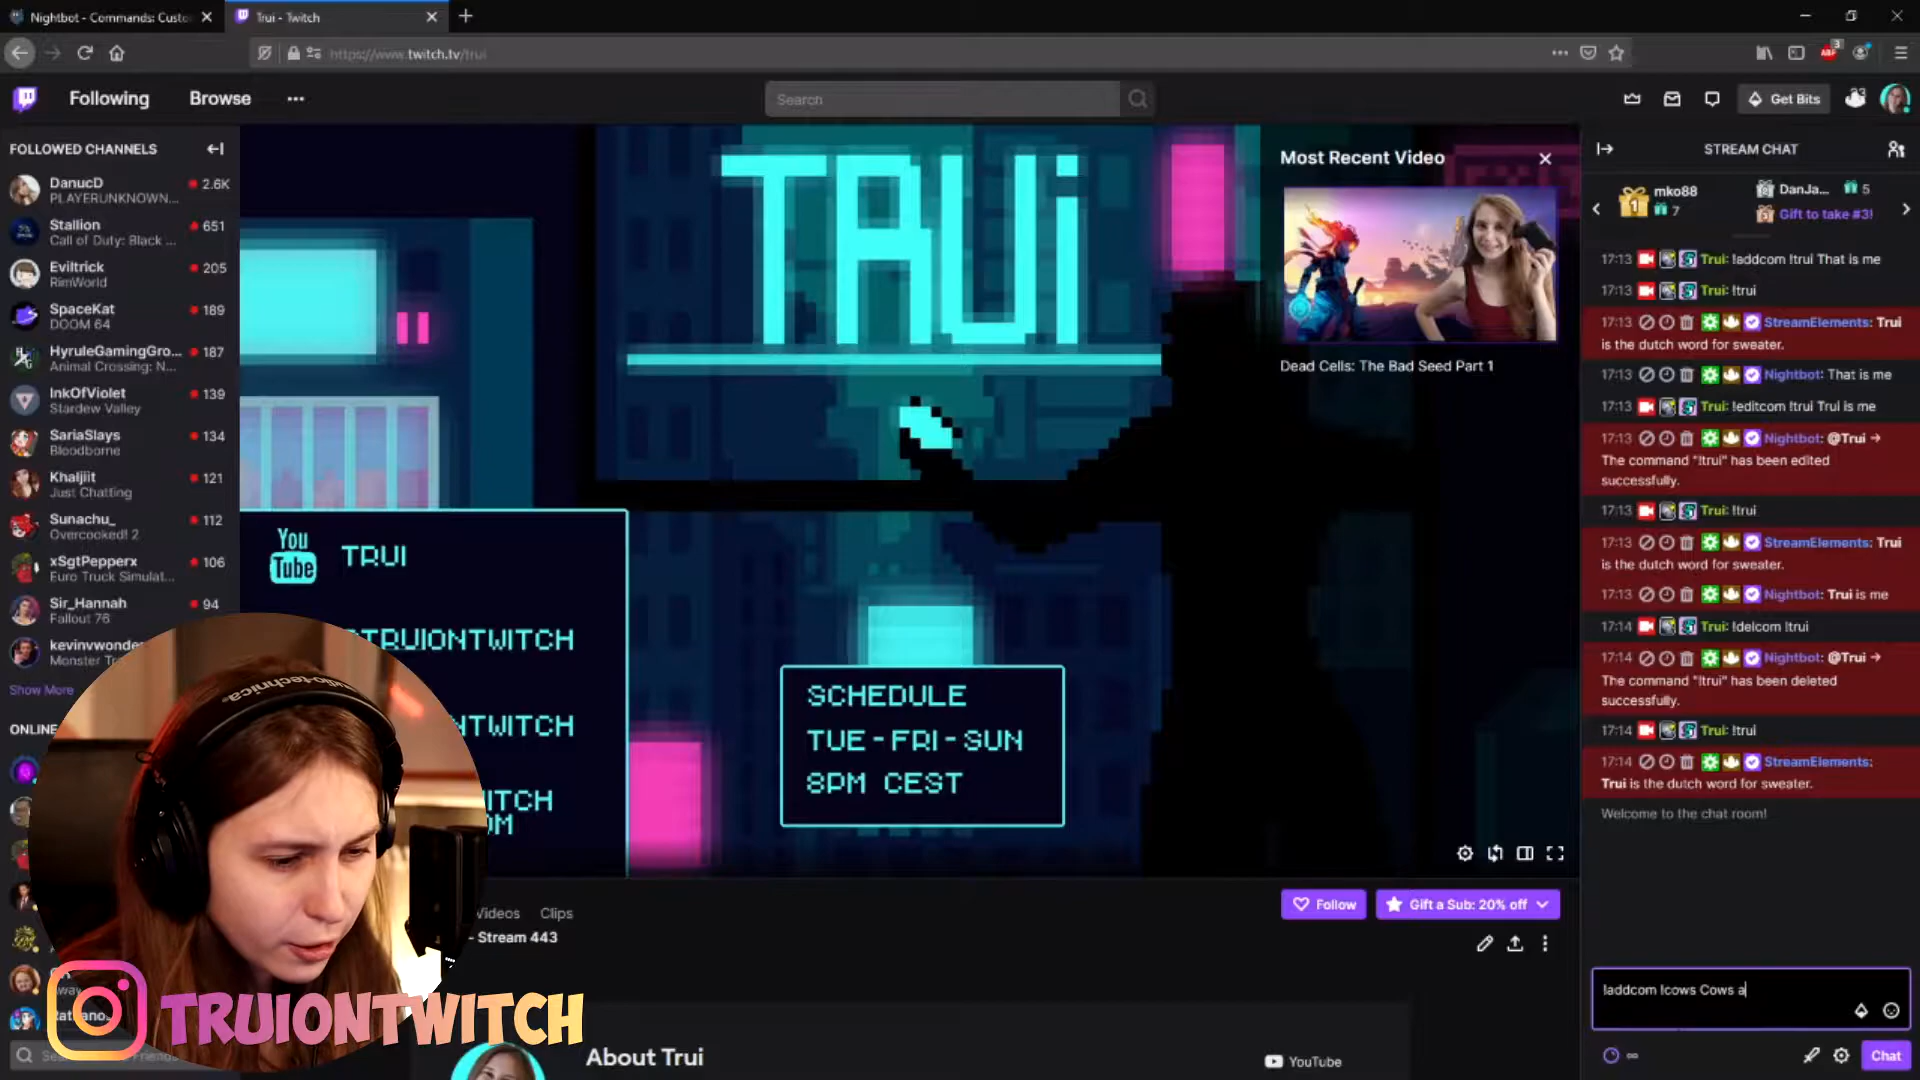 Nightbot - Commands: Custo
Trui - Twitch
https://www.twitch.tv/trui
Following
Browse
Search
Get Bits
FOLLOWED CHANNELS
DanucD
2.6K
PLAYERUNKNOWN...
Stallion
651
Call of Duty: Black ...
Eviltrick
205
RimWorld
SpaceKat
189
DOOM 64
HyruleGamingGro...
187
Animal Crossing: N...
InkOfViolet
139
Stardew Valley
SariaSlays
134
Bloodborne
Khaljiit
121
Just Chatting
Sunachu_
112
Overcooked! 2
xSgtPepperx
106
Euro Truck Simulat...
Sir_Hannah
94
Fallout 76
kevinvwonde
Show More
ONLINE
audio-technica
TRUi
You
Tube
TRUI
TRUIONTWITCH
NTWITCH
ITCH
OM
SCHEDULE
TUE-FRI-SUN
8PM CEST
Most Recent Video
Dead Cells: The Bad Seed Part 1
Videos
Clips
- Stream 443
Follow
Gift a Sub: 20% off
About Trui
YouTube
TRUIONTWITCH
STREAM CHAT
1 mko88
7
DanJa...
5
Gift to take #3!
17:13 Trui: !addcom !trui That is me
17:13 Trui: !trui
17:13 StreamElements: Trui
is the dutch word for sweater.
17:13 Nightbot: That is me
17:13 Trui: !editcom !trui Trui is me
17:13 Nightbot: @Trui →
The command "!trui" has been edited
successfully.
17:13 Trui: !trui
17:13 StreamElements: Trui
is the dutch word for sweater.
17:13 Nightbot: Trui is me
17:14 Trui: !delcom !trui
17:14 Nightbot: @Trui →
The command "!trui" has been deleted
successfully.
17:14 Trui: !trui
17:14 StreamElements:
Trui is the dutch word for sweater.
Welcome to the chat room!
!addcom !cows Cows a
Chat